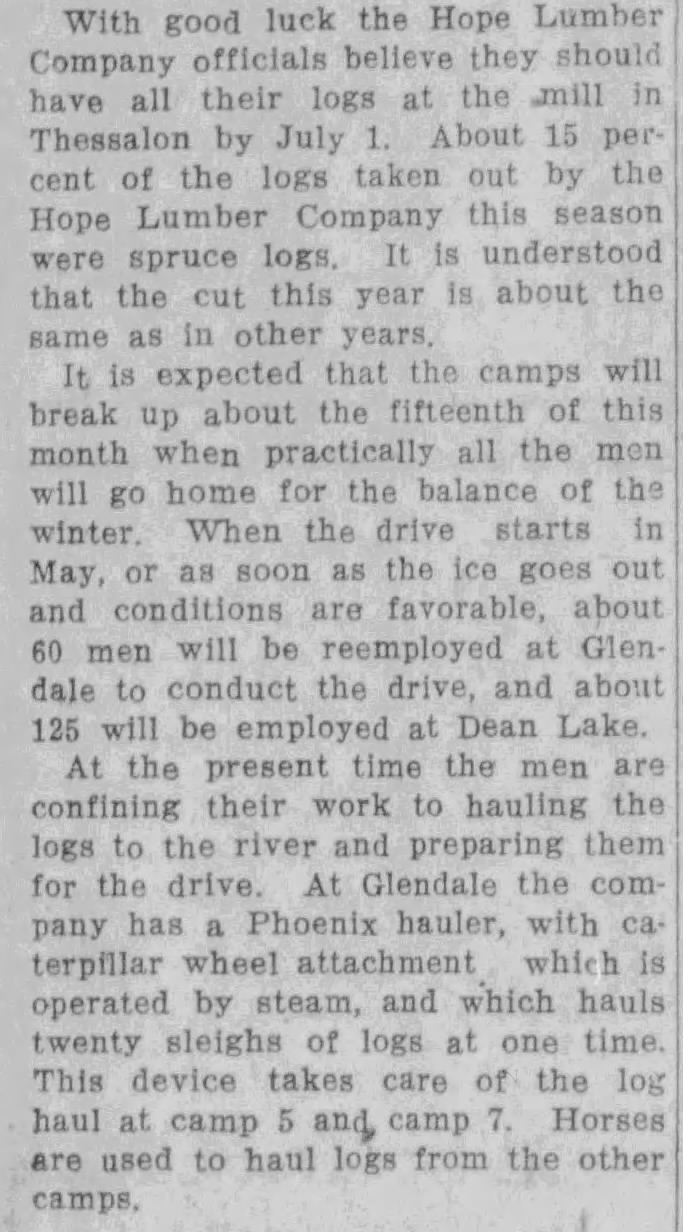 With good luck the Hope Lumber
Company officials believe they should
have all their logs at the mill in
Thessalon by July 1. About 15 per-
cent of the logs taken out by the
Hope Lumber Company this season
were spruce logs. It is understood
that the cut this year is about the
same as in other years.
It is expected that the camps will
break up about the fifteenth of this
month when practically all the men
will go home for the balance of the
winter. When the drive starts in
May, or as soon as the ice goes out
and conditions are favorable, about
60 men will be reemployed at Glen-
dale to conduct the drive, and about
125 will be employed at Dean Lake.
At the present time the men are
confining their work to hauling the
logs to the river and preparing them
for the drive. At Glendale the com-
pany has a Phoenix hauler, with ca-
terpillar wheel attachment which is
operated by steam, and which hauls
twenty sleighs of logs at one time.
This device takes care of the log
haul at camp 5 and camp 7. Horses
are used to haul logs from the other
camps.